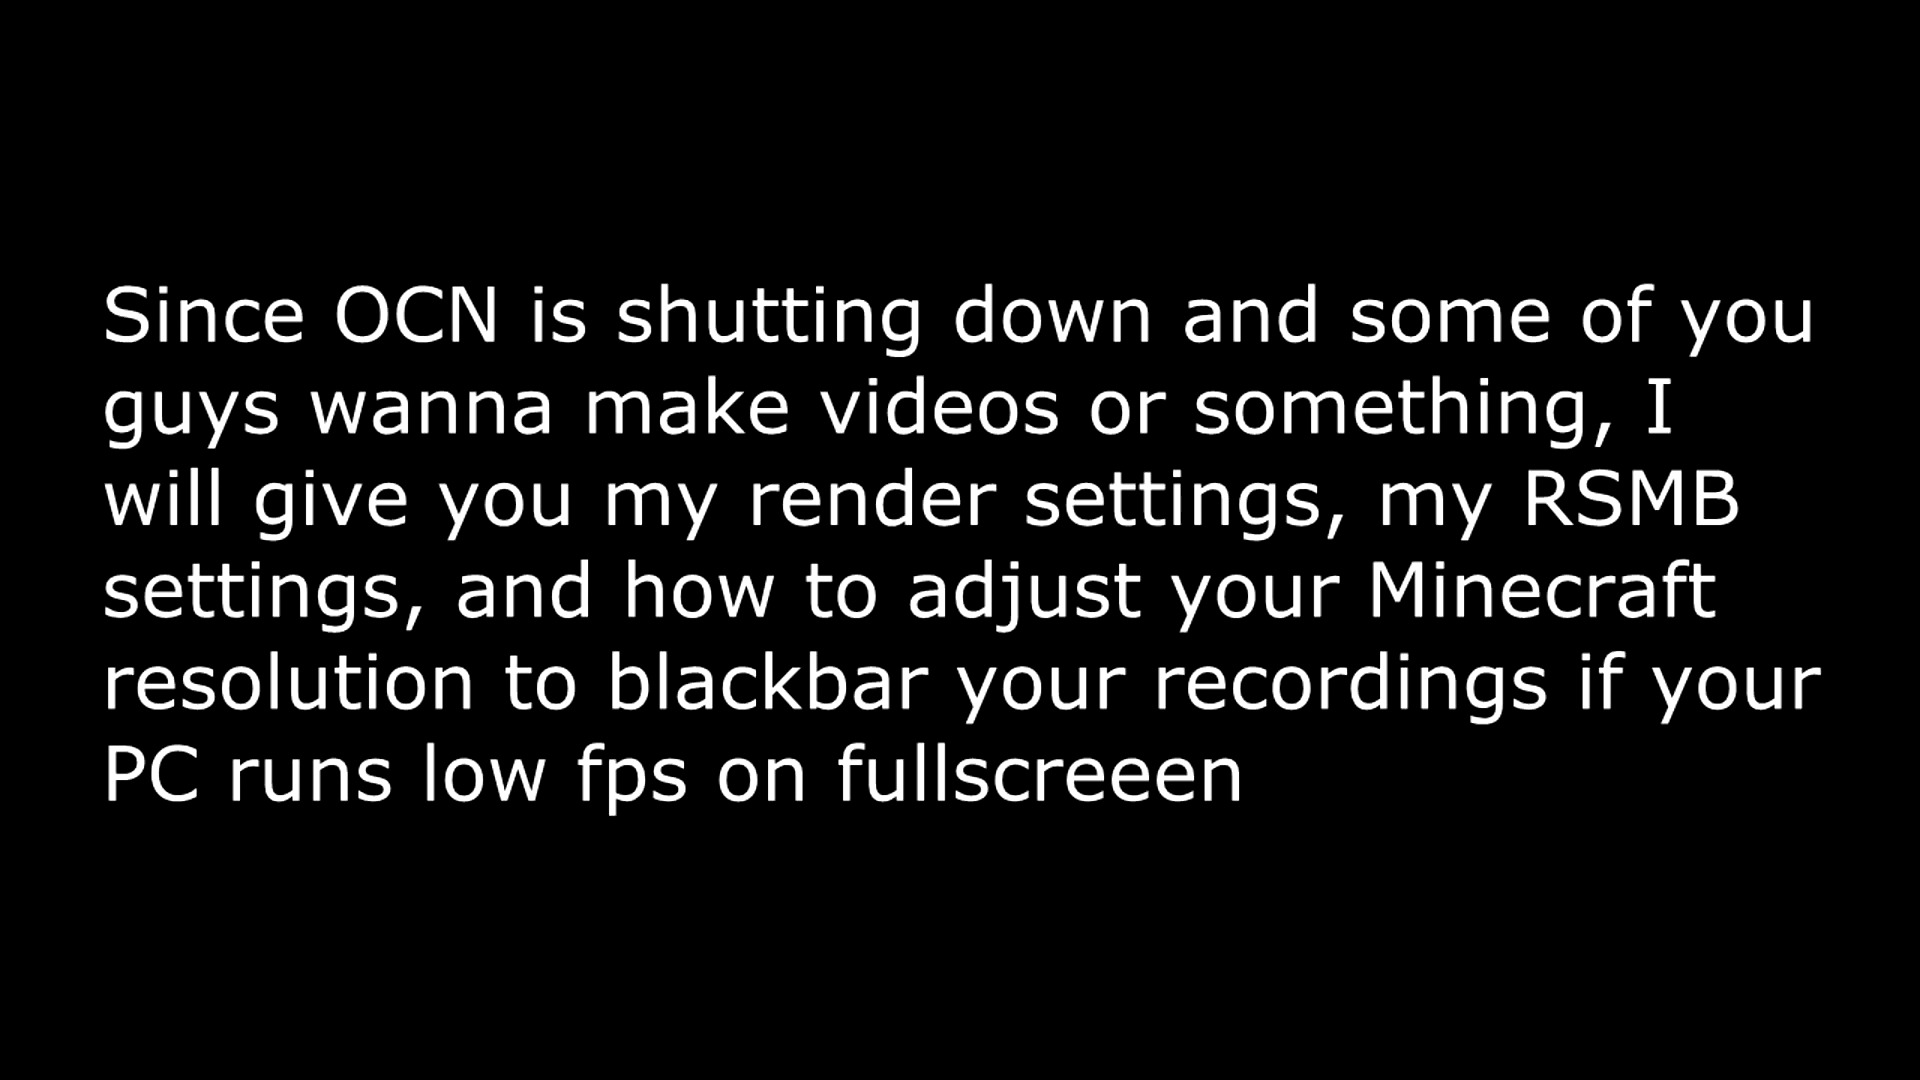 Since OCN is shutting down and some of you
guys wanna make videos or something, I
will give you my render settings, my RSMB
settings, and how to adjust your Minecraft
resolution to blackbar your recordings if your
PC runs low fps on fullscreeen